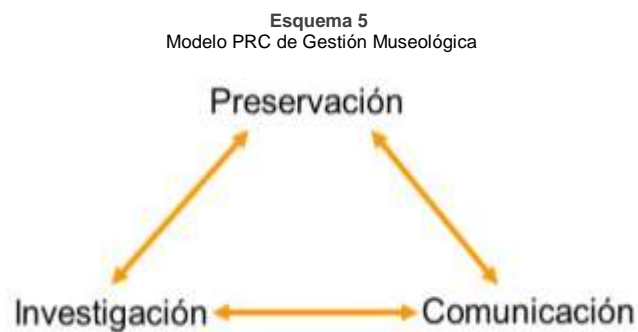 Esquema 5
Modelo PRC de Gestión Museológica
Preservación
Investigación
Comunicación